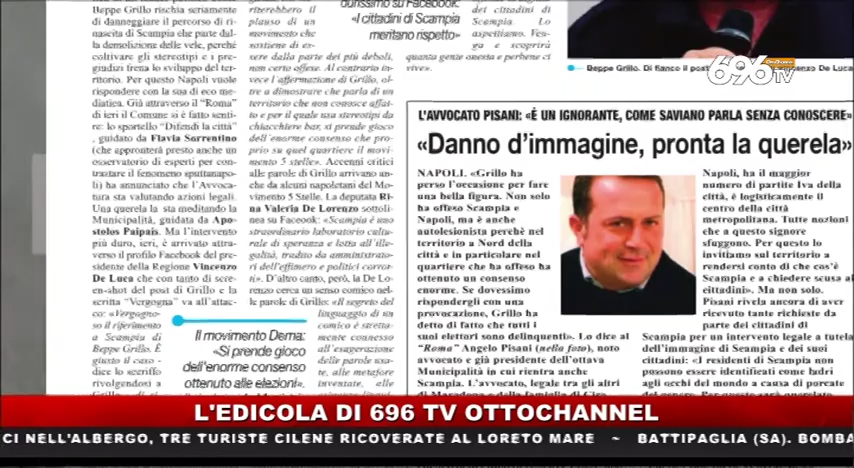 Beppe Grillo rischia seriamente
di danneggiare il percorso di ri-
nascita di Scampia che parte dal-
la demolizione delle vele, perché
coltivare gli stereotipi e i pre-
giudizi frena lo sviluppo del ter-
ritorio. Per questo Napoli vuole
rispondere con la sua di eco me-
diatica. Già attraverso il "Roma"
di ieri il Comune si è fatto senti-
re: lo sportello "Difendi la città"
, guidato da Flavia Sorrentino
(che appronterà presto anche un
osservatorio di esperti per con-
trastare il fenomeno sputtanapo-
li) ha annunciato che l'Avvoca-
tura sta valutando azioni legali.
Una querela la sta meditando la
Municipalità, guidata da Apo-
stolos Paipais. Ma l'intervento
più duro, ieri, è arrivato attra-
verso il profilo Facebook del pre-
sidente della Regione Vincenzo
De Luca che con tanto di scre-
en-shot del post di Grillo e la
scritta "Vergogna" va all'attac-
co: «Vergogno-
so il riferimento
a Scampia di
Beppe Grillo. È
giusto il caso -
dice lo sceriffo
rivolgendosi a
riterebbero il
plauso di un
movimento che
sostiene di es-
sere dalla parte dei più deboli,
non certo offese. Al contrario in-
vece l'affermazione di Grillo, ol-
tre a dimostrare che parla di un
territorio che non conosce affat-
to e per il quale usa stereotipi da
chiacchiere bar, si prende gioco
dell'enorme consenso che pro-
prio su quel quartiere il movi-
mento 5 stelle». Accenni critici
alle parole di Grillo arrivano an-
che da alcuni napoletani del Mo-
vimento 5 Stelle. La deputata Ri-
na Valeria De Lorenzo sottoli-
nea su Faceook: «Scampia è uno
straordinario laboratorio cultu-
rale di speranza e lotta all'ille-
galità, tradito da amministrato-
ri dell'effimero e politici corrot-
ti». D'altro canto, però, la De Lo-
renzo cerca un senso comico nel-
le parole di Grillo: «Il segreto del
linguaggio di un
comico è stretta-
mente connesso
all'esagerazione
delle parole usa-
te, alle metafore
inventate, alle
Il movimento Dema:
«Si prende gioco
dell'enorme consenso
ottenuto alle elezioni».
durissimo su Facebook:
«I cittadini di Scampia
meritano rispetto»
dei cittadini di
Scampia. Lo
aspettiamo. Ven-
ga e scoprirà
quanta gente onesta e perbene ci
vive».
Beppe Grillo. Di fianco il post
Vincenzo De Luca
696 TV
L'AVVOCATO PISANI: «È UN IGNORANTE, COME SAVIANO PARLA SENZA CONOSCERE»
«Danno d'immagine, pronta la querela»
NAPOLI. «Grillo ha
perso l'occasione per fare
una bella figura. Non solo
ha offeso Scampia e
Napoli, ma è anche
autolesionista perché nel
territorio a Nord della
città e in particolare nel
quartiere che ha offeso ha
ottenuto un consenso
enorme. Se dovessimo
rispondergli con una
provocazione, Grillo ha
detto di fatto che tutti i
suoi elettori sono delinquenti». Lo dice al
"Roma" Angelo Pisani (nella foto), noto
avvocato e già presidente dell'ottava
Municipalità in cui rientra anche
Scampia. L'avvocato, legale tra gli altri
di Maradona e della famiglia di Ciro
Napoli, ha il maggior
numero di partite Iva della
città, è logisticamente il
centro della città
metropolitana. Tutte nozioni
che a questo signore
sfuggono. Per questo lo
invitiamo sul territorio a
rendersi conto di che cos'è
Scampia e a chiedere scusa ai
cittadini». Ma non solo.
Pisani rivela ancora di aver
ricevuto tante richieste da
parte dei cittadini di
Scampia per un intervento legale a tutela
dell'immagine di Scampia e dei suoi
cittadini: «I residenti di Scampia non
possono essere identificati come ladri
agli occhi del mondo a causa di porcate
L'EDICOLA DI 696 TV OTTOCHANNEL
CI NELL'ALBERGO, TRE TURISTE CILENE RICOVERATE AL LORETO MARE ~ BATTIPAGLIA (SA). BOMBA